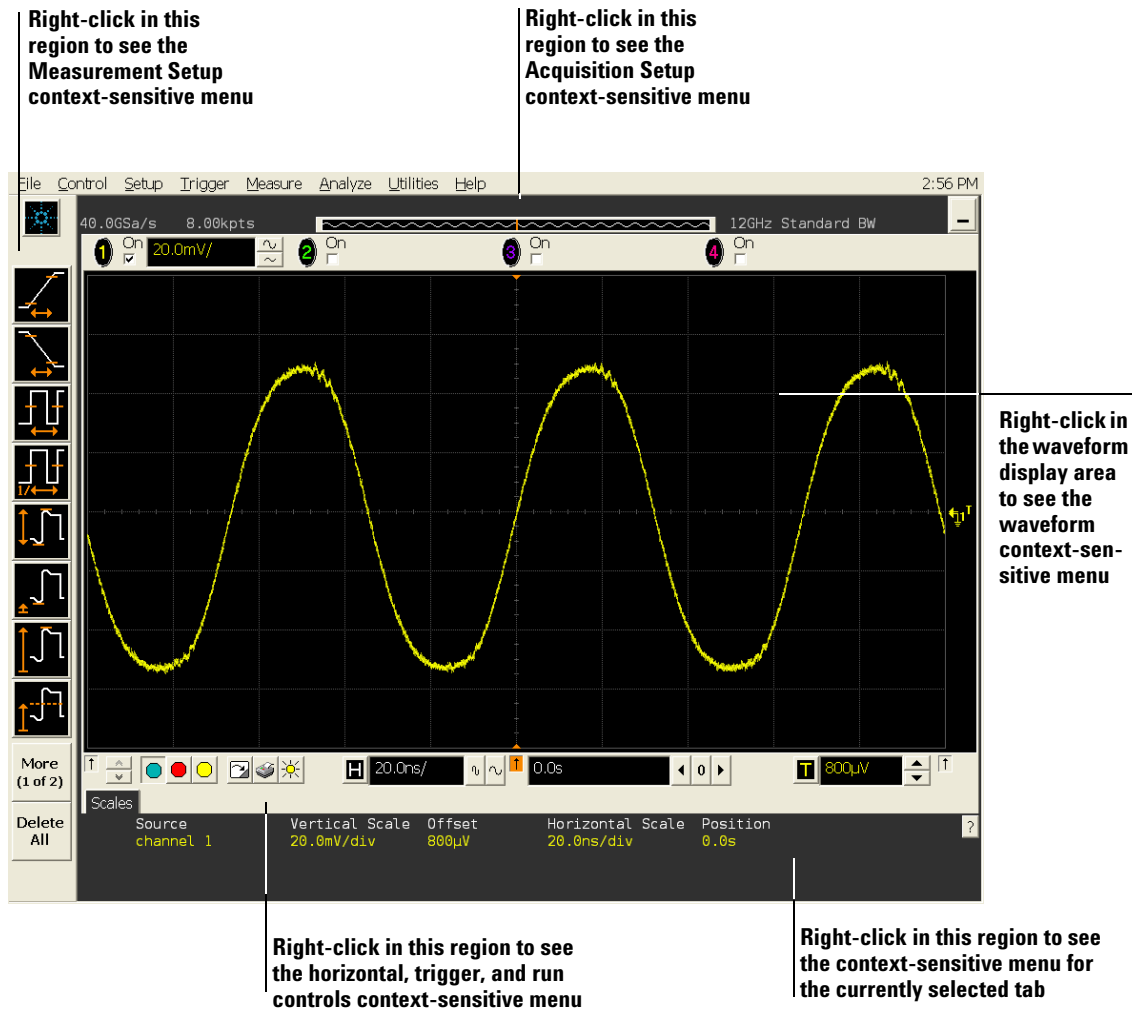 Right-click in this
region to see the
Measurement Setup
context-sensitive menu
Right-click in this
region to see the
Acquisition Setup
context-sensitive menu
File Control Setup Trigger Measure Analyze Utilities Help 2:56 PM
40.0GSa/s 8.00kpts 12GHz Standard BW
1 On 20.0mV/ 2 On 3 On 4 On
1/
Right-click in
the waveform
display area
to see the
waveform
context-sen-
sitive menu
1 T
More
(1 of 2)
H 20.0ns/ 0.0s 0 T 800µV
Scales
Delete
All
Source Vertical Scale Offset Horizontal Scale Position ?
channel 1 20.0mV/div 800µV 20.0ns/div 0.0s
Right-click in this region to see
the horizontal, trigger, and run
controls context-sensitive menu
Right-click in this region to see
the context-sensitive menu for
the currently selected tab